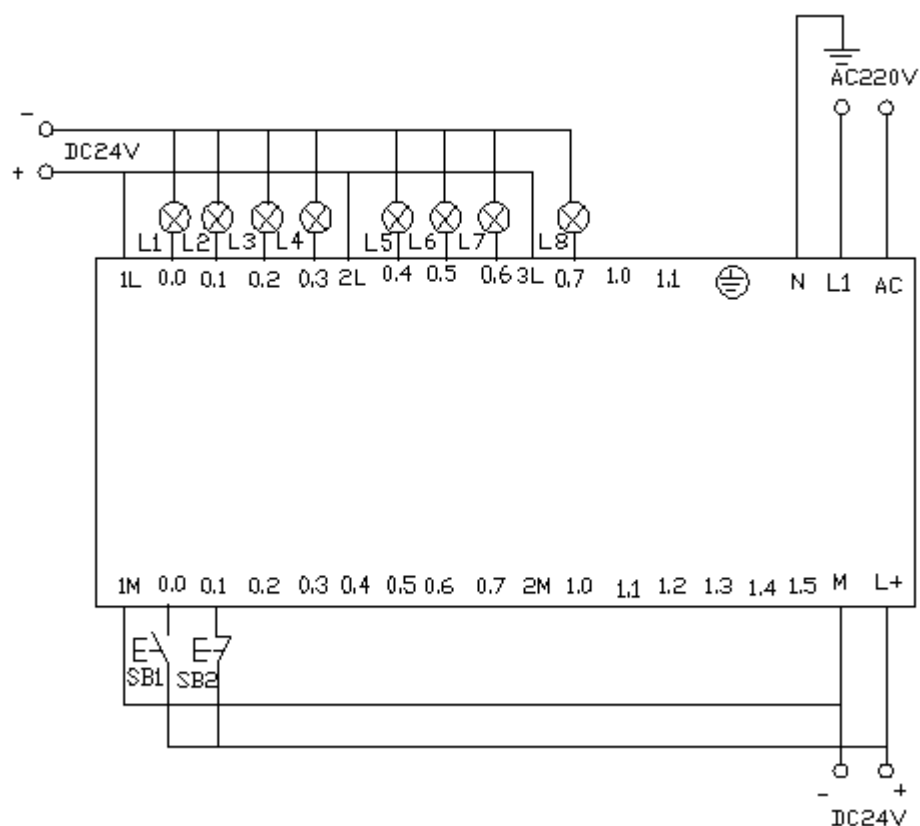 AC220V
-
DC24V
+
L1 L2 L3 L4 L5 L6 L7 L8
1L 0.0 0.1 0.2 0.3 2L 0.4 0.5 0.6 3L 0.7 1.0 1.1 N L1 AC
1M 0.0 0.1 0.2 0.3 0.4 0.5 0.6 0.7 2M 1.0 1.1 1.2 1.3 1.4 1.5 M L+
SB1 SB2
- +
DC24V